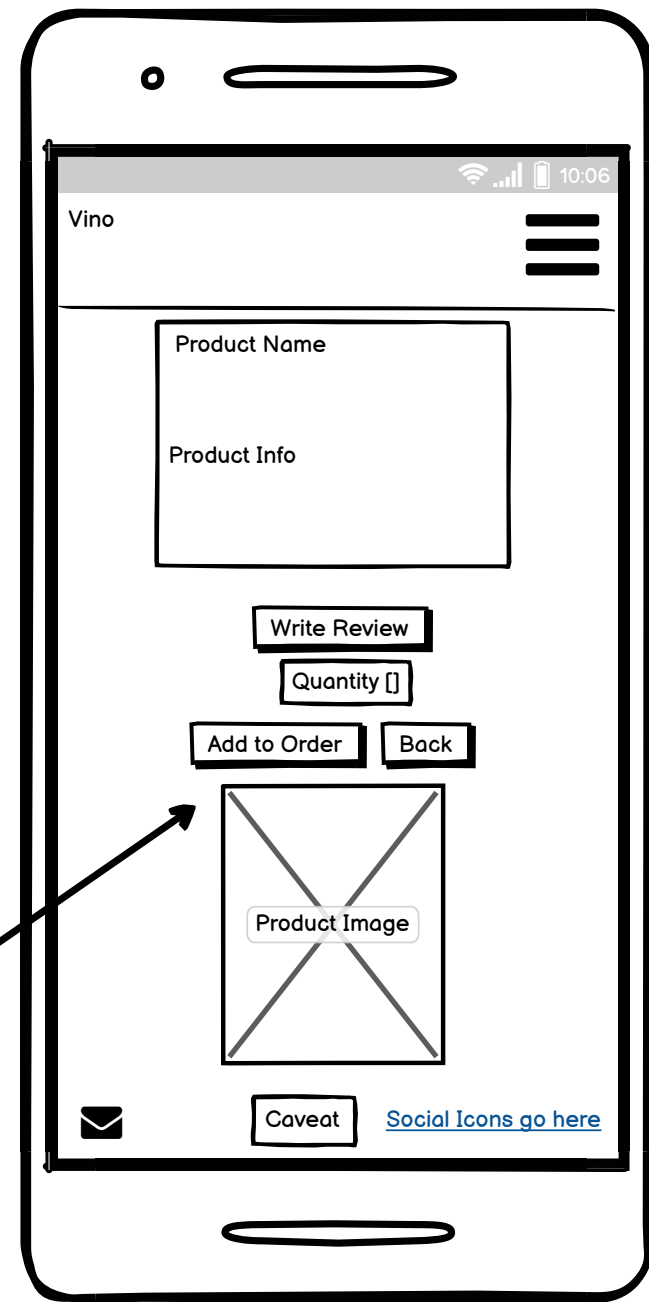 10:06
Vino
Product Name
Product Info
Write Review
Quantity []
Add to Order Back
Product Image
Caveat Social Icons go here